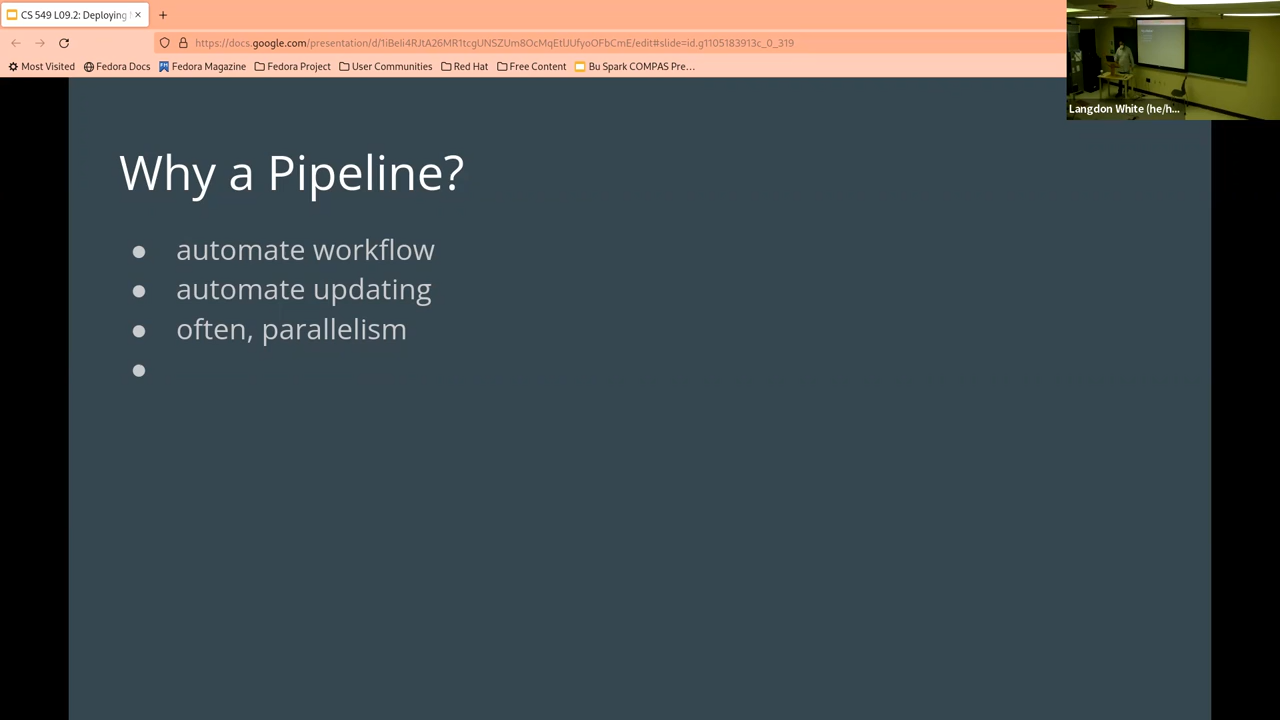 CS 549 L09.2: Deploying
https://docs.google.com/presentation/d/1iBeIi4RJtA26MR1tcgUNSZUm8OcMqEtIJUfyoOFbCmE/edit#slide=id.g1105183913c_0_319
Most Visited Fedora Docs Fedora Magazine Fedora Project User Communities Red Hat Free Content Bu Spark COMPAS Pre…
Langdon White (he/h...
Why a Pipeline?
● automate workflow
● automate updating
● often, parallelism
●